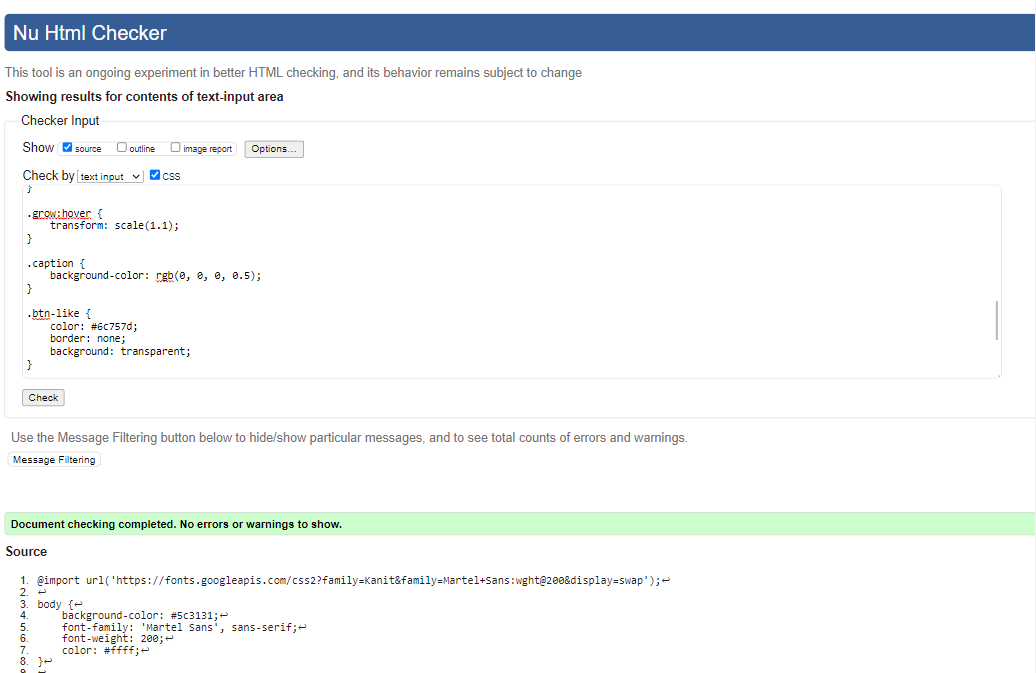 Nu Html Checker
This tool is an ongoing experiment in better HTML checking, and its behavior remains subject to change
Showing results for contents of text-input area
Checker Input
Show source outline image report Options...
Check by text input CSS
}
.grow:hover {
transform: scale(1.1);
}
.caption {
background-color: rgb(0, 0, 0, 0.5);
}
.btn-like {
color: #6c757d;
border: none;
background: transparent;
}
Check
Use the Message Filtering button below to hide/show particular messages, and to see total counts of errors and warnings.
Message Filtering
Document checking completed. No errors or warnings to show.
Source
1. @import url('https://fonts.googleapis.com/css2?family=Kanit&family=Martel+Sans:wght@200&display=swap');↩
2. ↩
3. body {↩
4. background-color: #5c3131;↩
5. font-family: 'Martel Sans', sans-serif;↩
6. font-weight: 200;↩
7. color: #ffff;↩
8. }↩
9. ↩